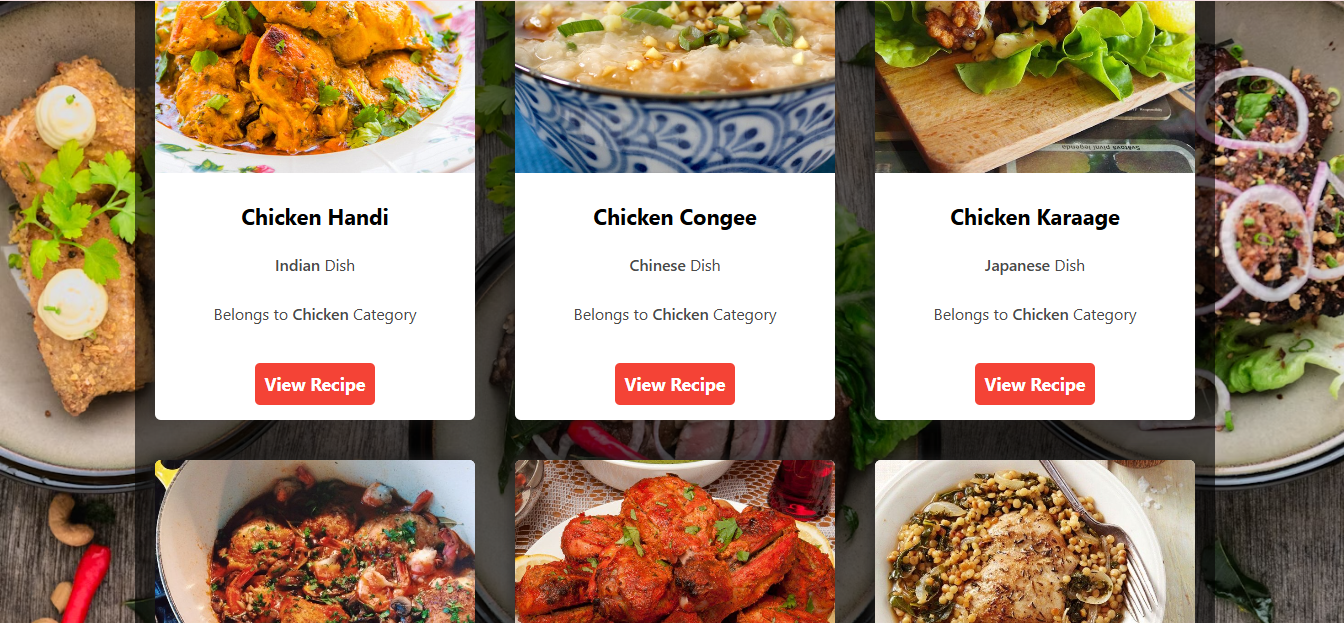 Chicken Handi
Indian Dish
Belongs to Chicken Category
View Recipe
Chicken Congee
Chinese Dish
Belongs to Chicken Category
View Recipe
Chicken Karaage
Japanese Dish
Belongs to Chicken Category
View Recipe